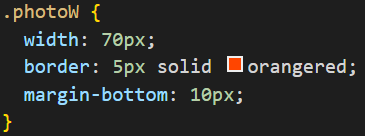 .photoW {
  width: 70px;
  border: 5px solid orangered;
  margin-bottom: 10px;
}